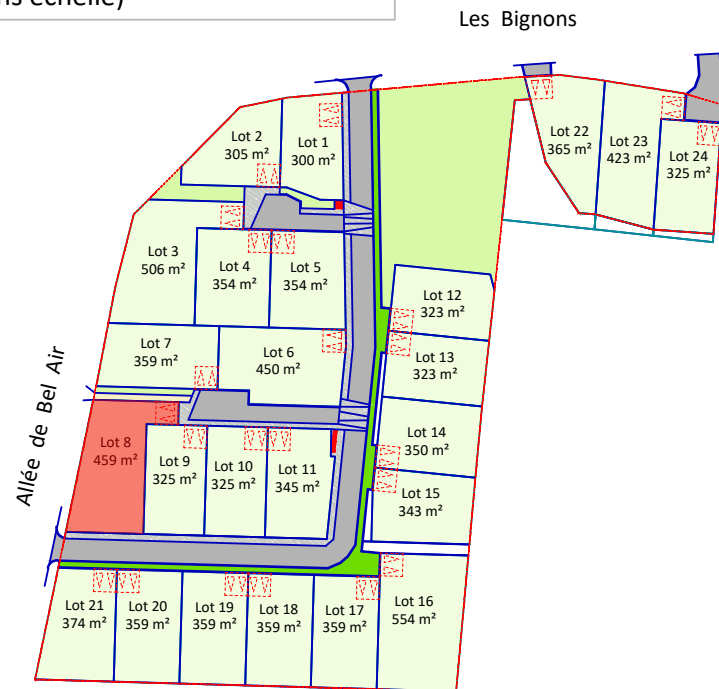 ns échelle)
Les Bignons
Lot 2
305 m²
Lot 1
300 m²
Lot 22
365 m²
Lot 23
423 m²
Lot 24
325 m²
Lot 3
506 m²
Lot 4
354 m²
Lot 5
354 m²
Lot 12
323 m²
Lot 7
359 m²
Lot 6
450 m²
Lot 13
323 m²
Allée de Bel Air
Lot 8
459 m²
Lot 9
325 m²
Lot 10
325 m²
Lot 11
345 m²
Lot 14
350 m²
Lot 15
343 m²
Lot 21
374 m²
Lot 20
359 m²
Lot 19
359 m²
Lot 18
359 m²
Lot 17
359 m²
Lot 16
554 m²